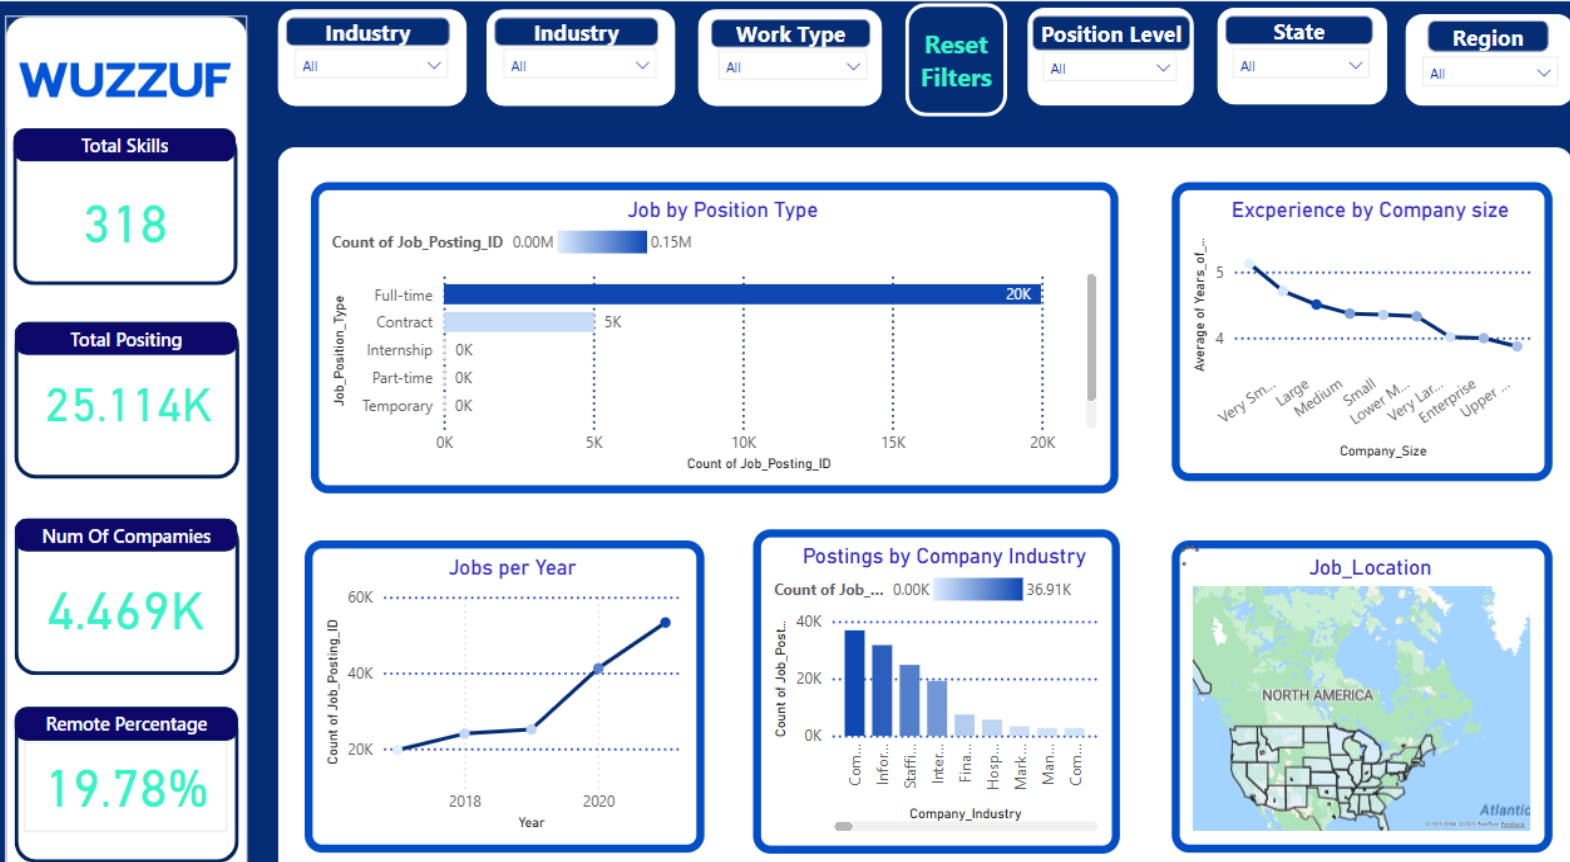 WUZZUF
Industry
All
Industry
All
Work Type
All
Reset
Filters
Position Level
All
State
All
Region
All
Total Skills
318
Total Positing
25.114K
Num Of Compamies
4.469K
Remote Percentage
19.78%
Job by Position Type
Count of Job_Posting_ID 0.00M 0.15M
Job_Position_Type
Full-time 20K
Contract 5K
Internship 0K
Part-time 0K
Temporary 0K
0K 5K 10K 15K 20K
Count of Job_Posting_ID
Excperience by Company size
Average of Years_of_...
5
4
Very Sm... Large Medium Small Lower M... Very Lar... Enterprise Upper ...
Company_Size
Jobs per Year
Count of Job_Posting_ID
60K
40K
20K
2018 2020
Year
Postings by Company Industry
Count of Job_... 0.00K 36.91K
Count of Job_Post...
40K
20K
0K
Com... Infor... Staffi... Inter... Fina... Hosp... Mark... Man... Com...
Company_Industry
Job_Location
NORTH AMERICA
Atlantic